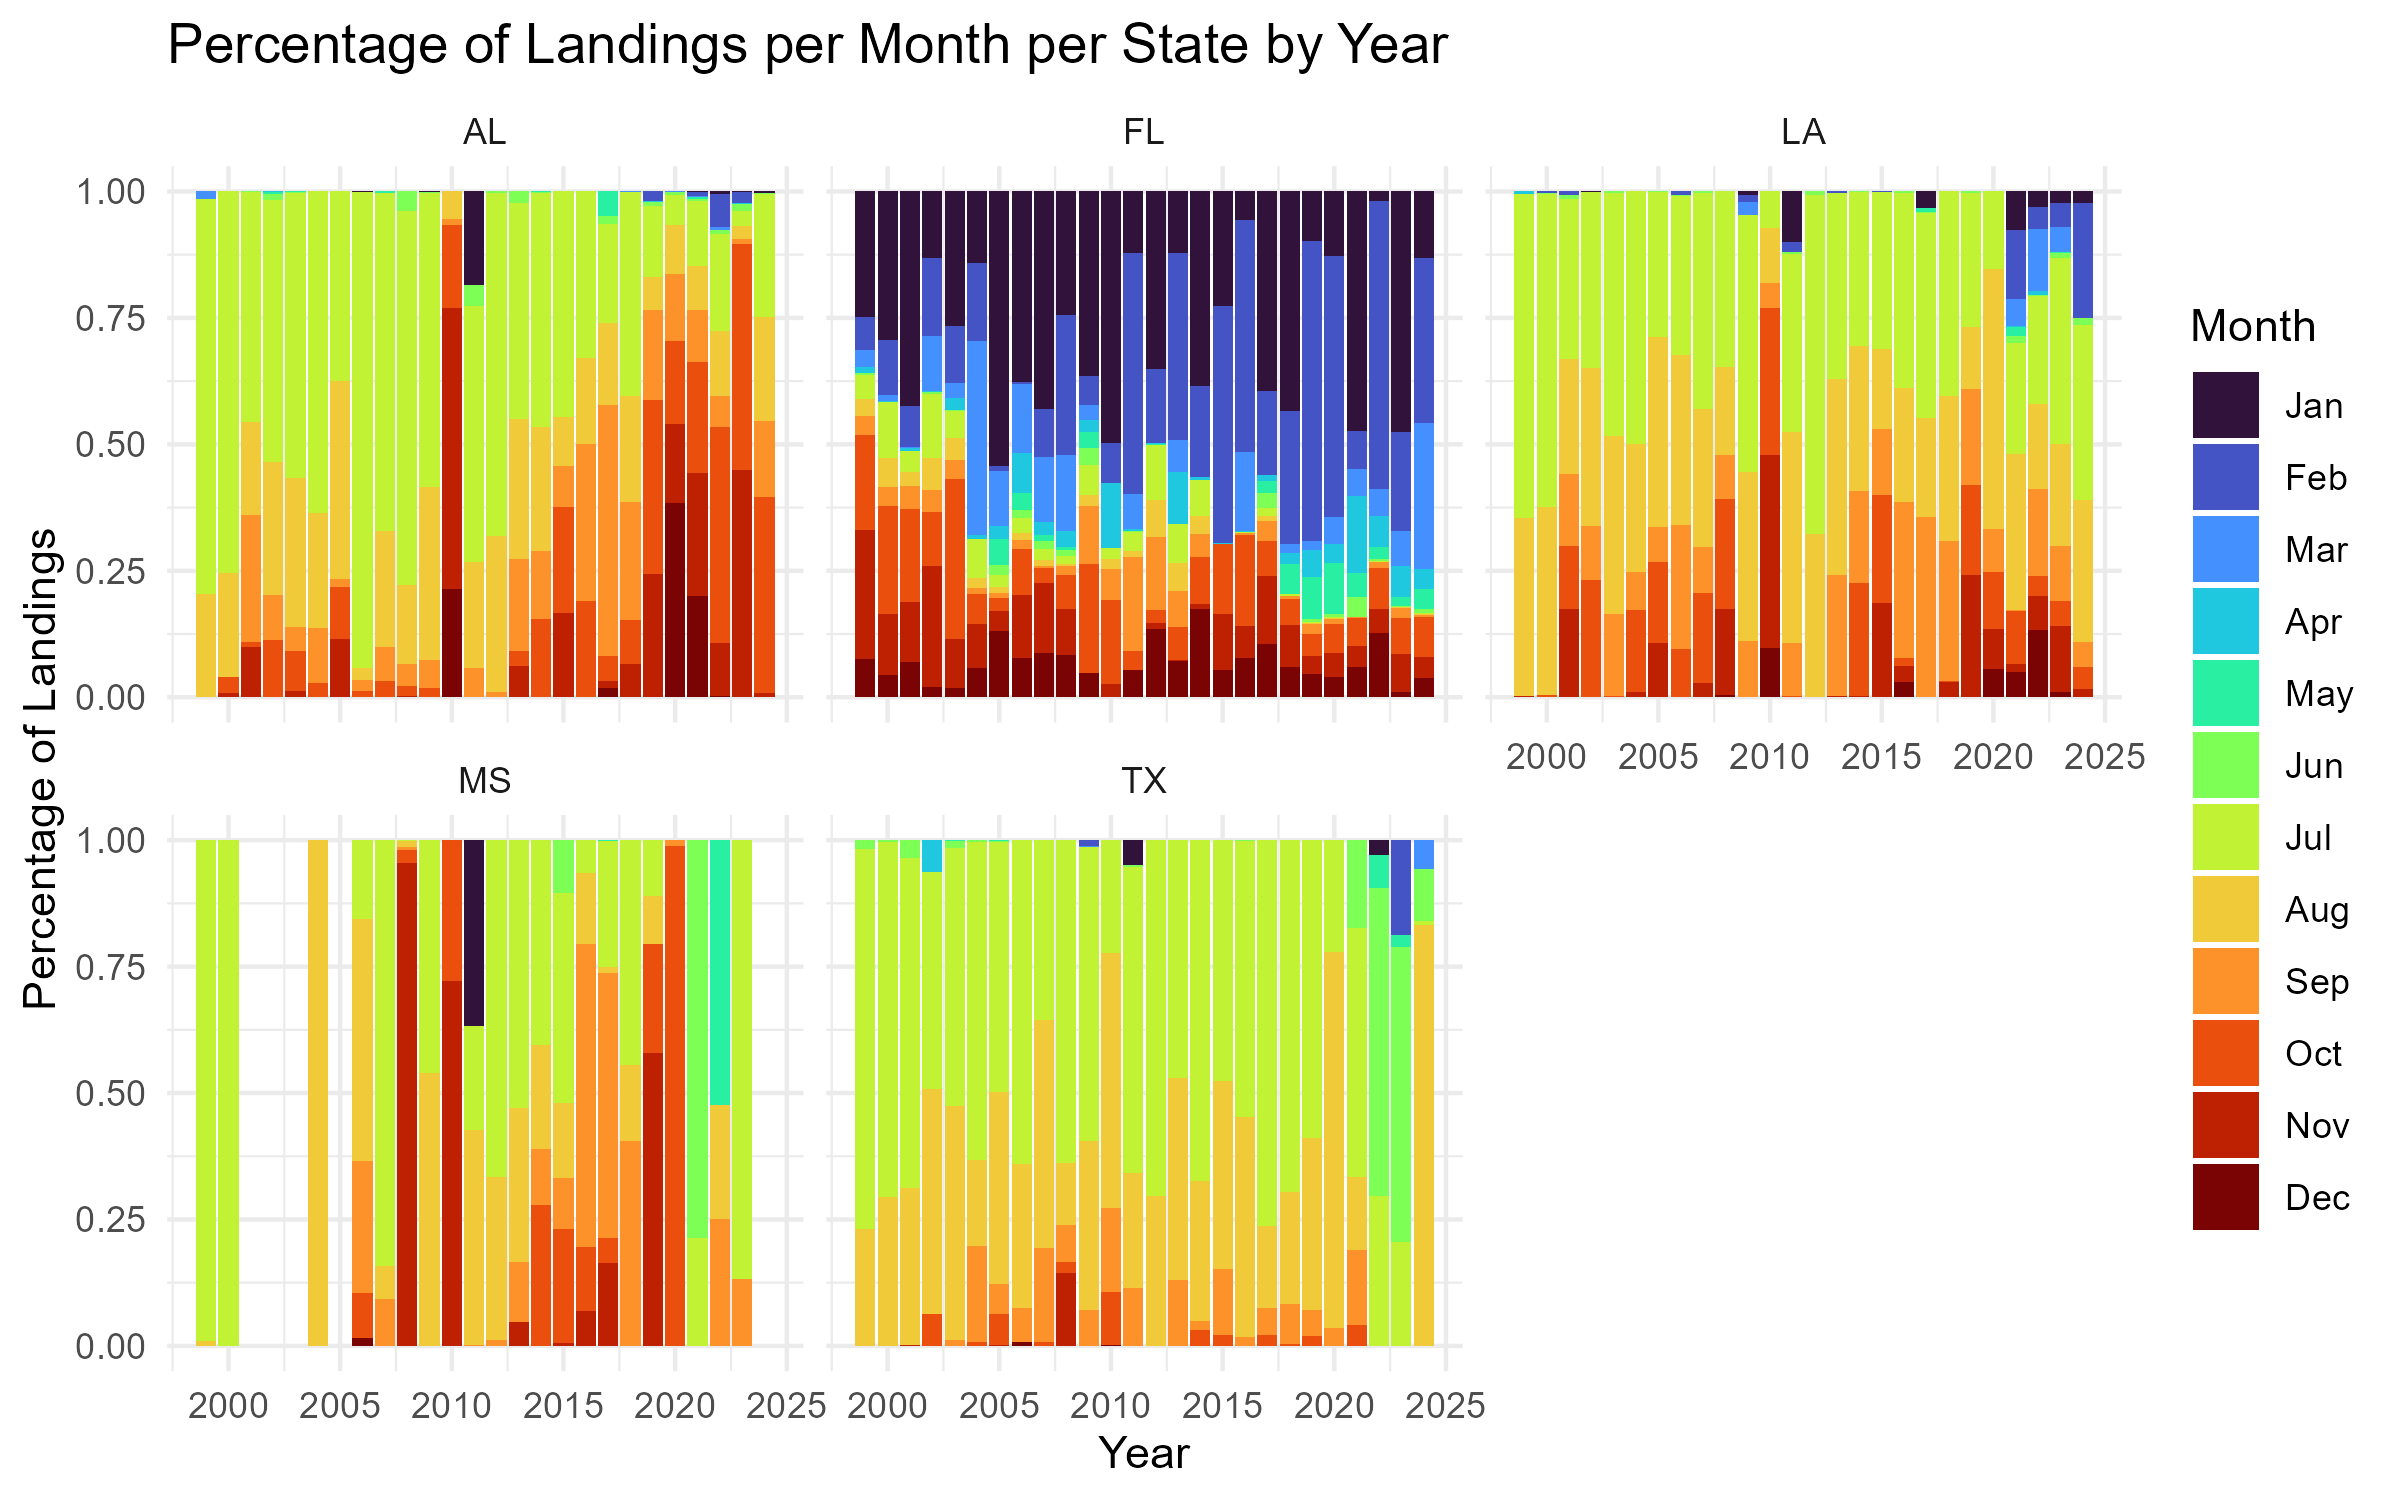 Percentage of Landings per Month per State by Year
AL
FL
LA
1.00
0.75
0.50
0.25
0.00
2000 2005 2010 2015 2020 2025
MS
TX
1.00
0.75
0.50
0.25
0.00
2000 2005 2010 2015 2020 2025
2000 2005 2010 2015 2020 2025
Year
Percentage of Landings
Month
Jan
Feb
Mar
Apr
May
Jun
Jul
Aug
Sep
Oct
Nov
Dec